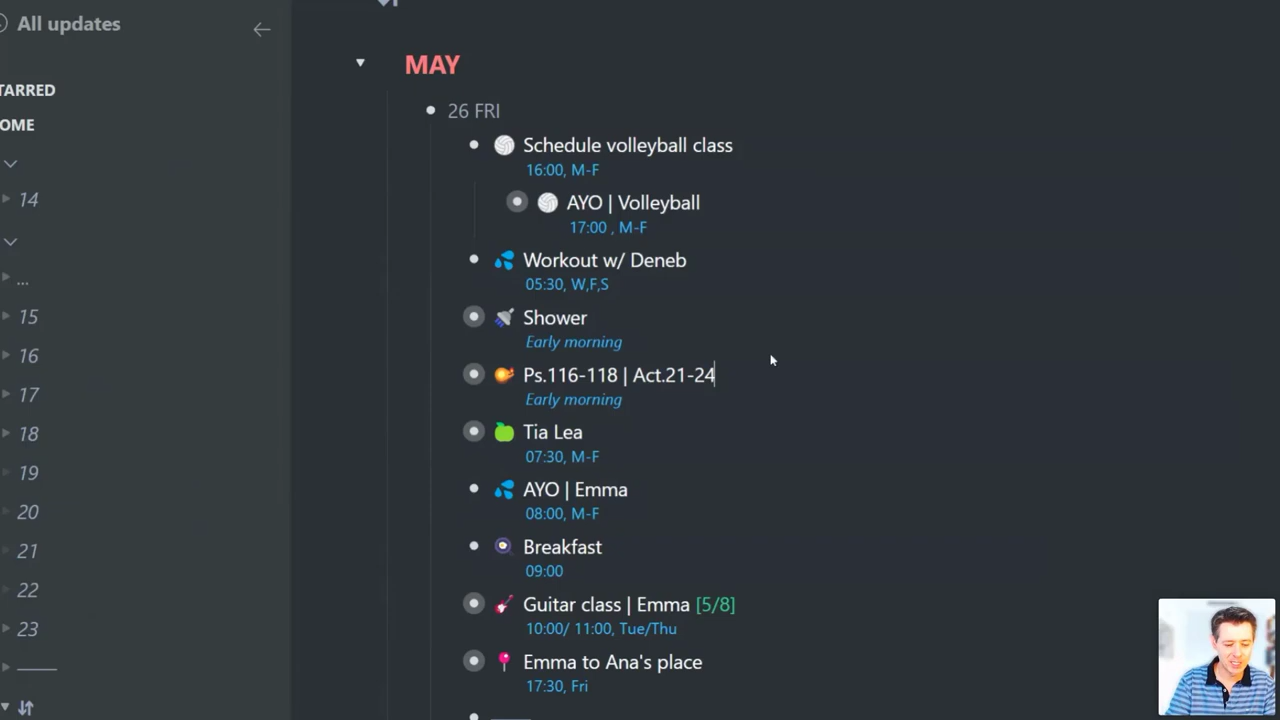 All updates
TARRED
OME
14
...
15
16
17
18
19
20
21
22
23
MAY
26 FRI
Schedule volleyball class
16:00, M-F
AYO | Volleyball
17:00 , M-F
Workout w/ Deneb
05:30, W,F,S
Shower
Early morning
Ps.116-118 | Act.21-24
Early morning
Tia Lea
07:30, M-F
AYO | Emma
08:00, M-F
Breakfast
09:00
Guitar class | Emma [5/8]
10:00/ 11:00, Tue/Thu
Emma to Ana's place
17:30, Fri